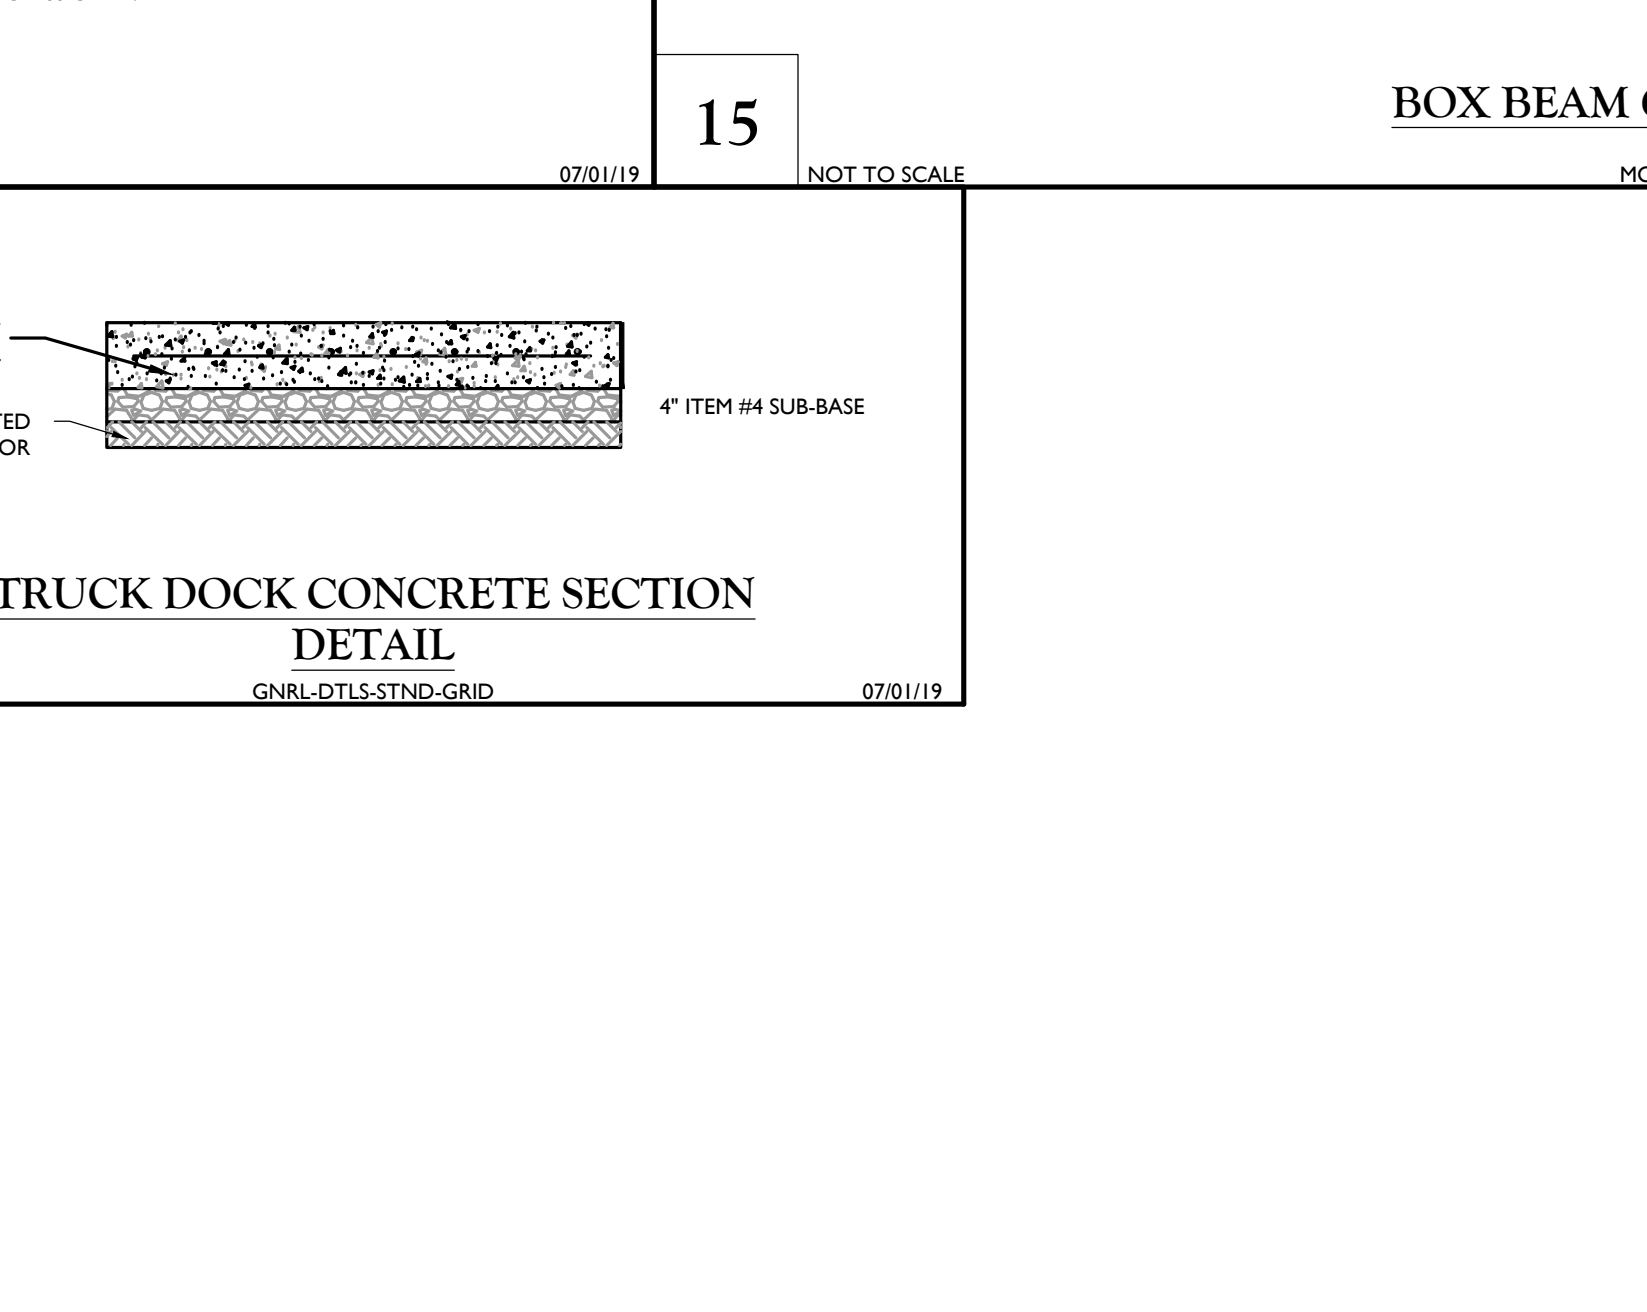 15
BOX BEAM
07/01/19
NOT TO SCALE
4" ITEM #4 SUB-BASE
OR
TRUCK DOCK CONCRETE SECTION
DETAIL
GNRL-DTLS-STND-GRID
07/01/19